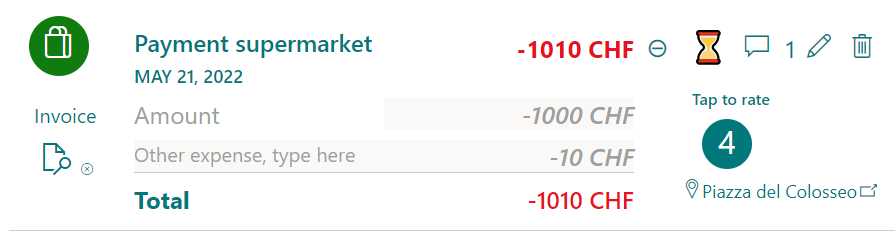 Payment supermarket
-1010 CHF
1
MAY 21, 2022
Tap to rate
Invoice
Amount
-1000 CHF
4
Other expense, type here
-10 CHF
Total
-1010 CHF
Piazza del Colosseo